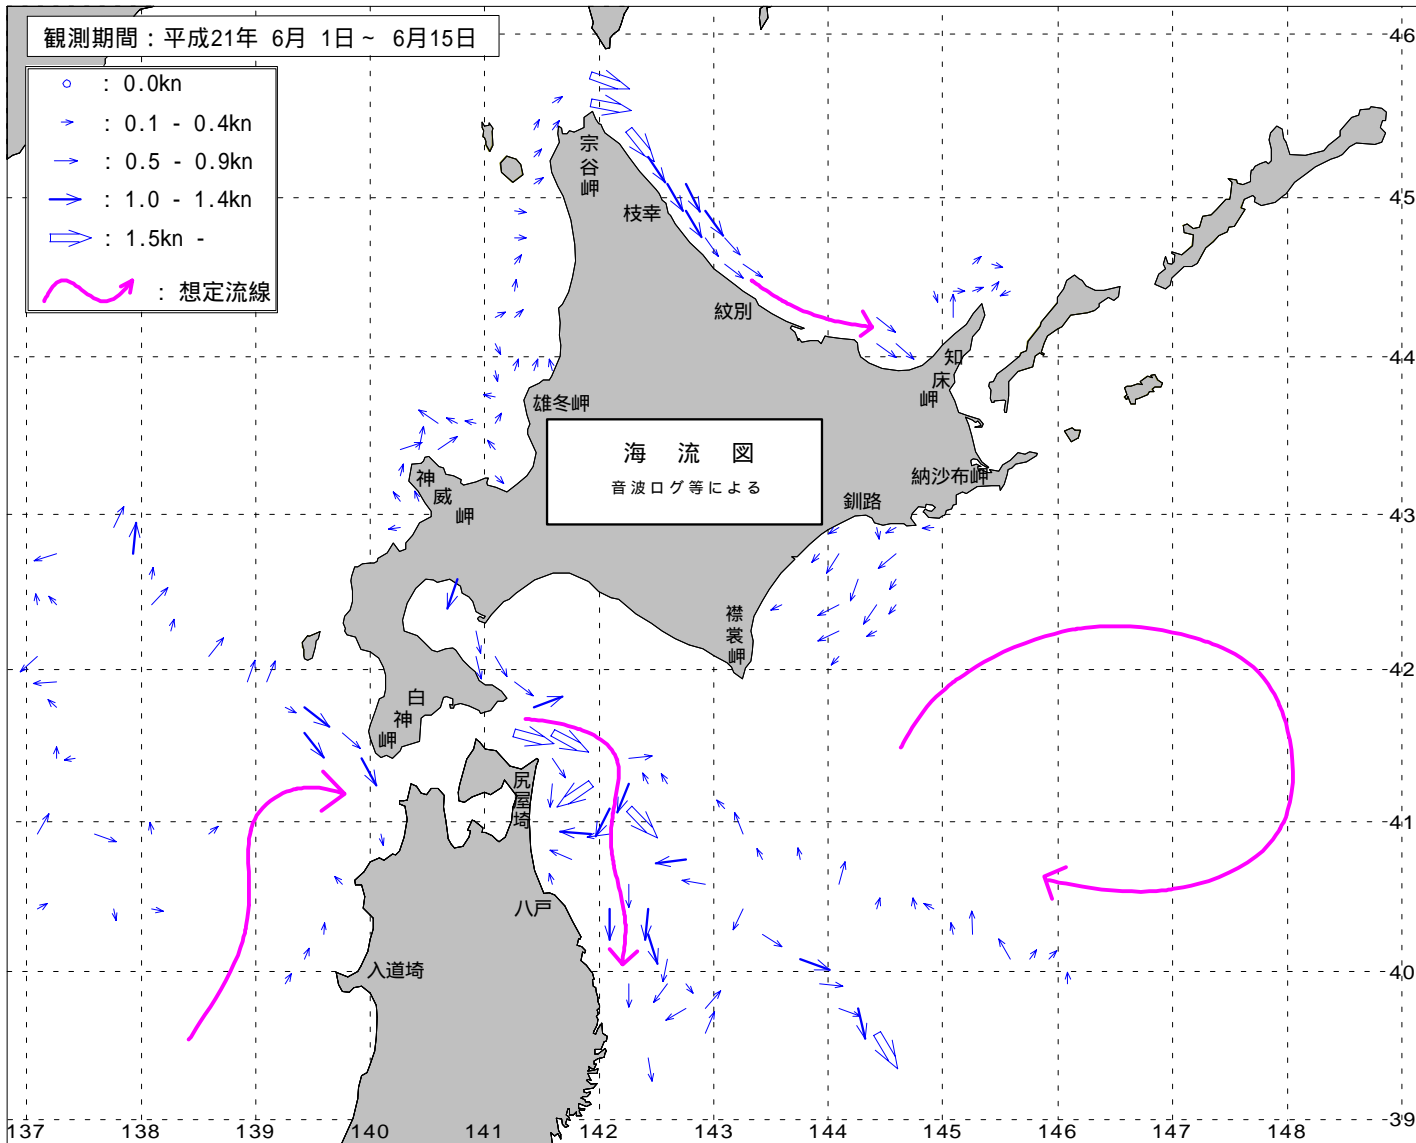 観測期間：平成21年 6月 1日～ 6月15日
：0.0kn
：0.1 - 0.4kn
：0.5 - 0.9kn
：1.0 - 1.4kn
：1.5kn -
：想定流線
宗谷岬
枝幸
紋別
知床岬
雄冬岬
海流図
音波ログ等による
神威岬
納沙布岬
釧路
襟裳岬
白神岬
尻屋埼
八戸
入道埼
46
45
44
43
42
41
40
39
137 138 139 140 141 142 143 144 145 146 147 148